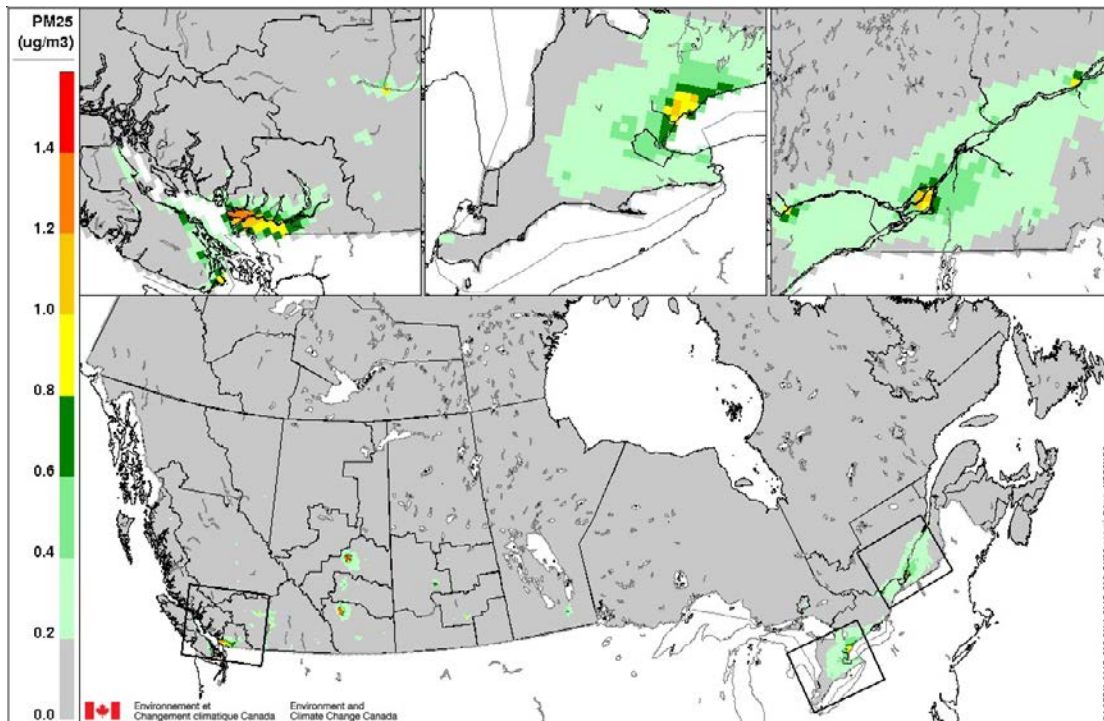 PM25
(ug/m3)
1.4
1.2
1.0
0.8
0.6
0.4
0.2
0.0
Environnement et
Changement climatique Canada
Environment and
Climate Change Canada